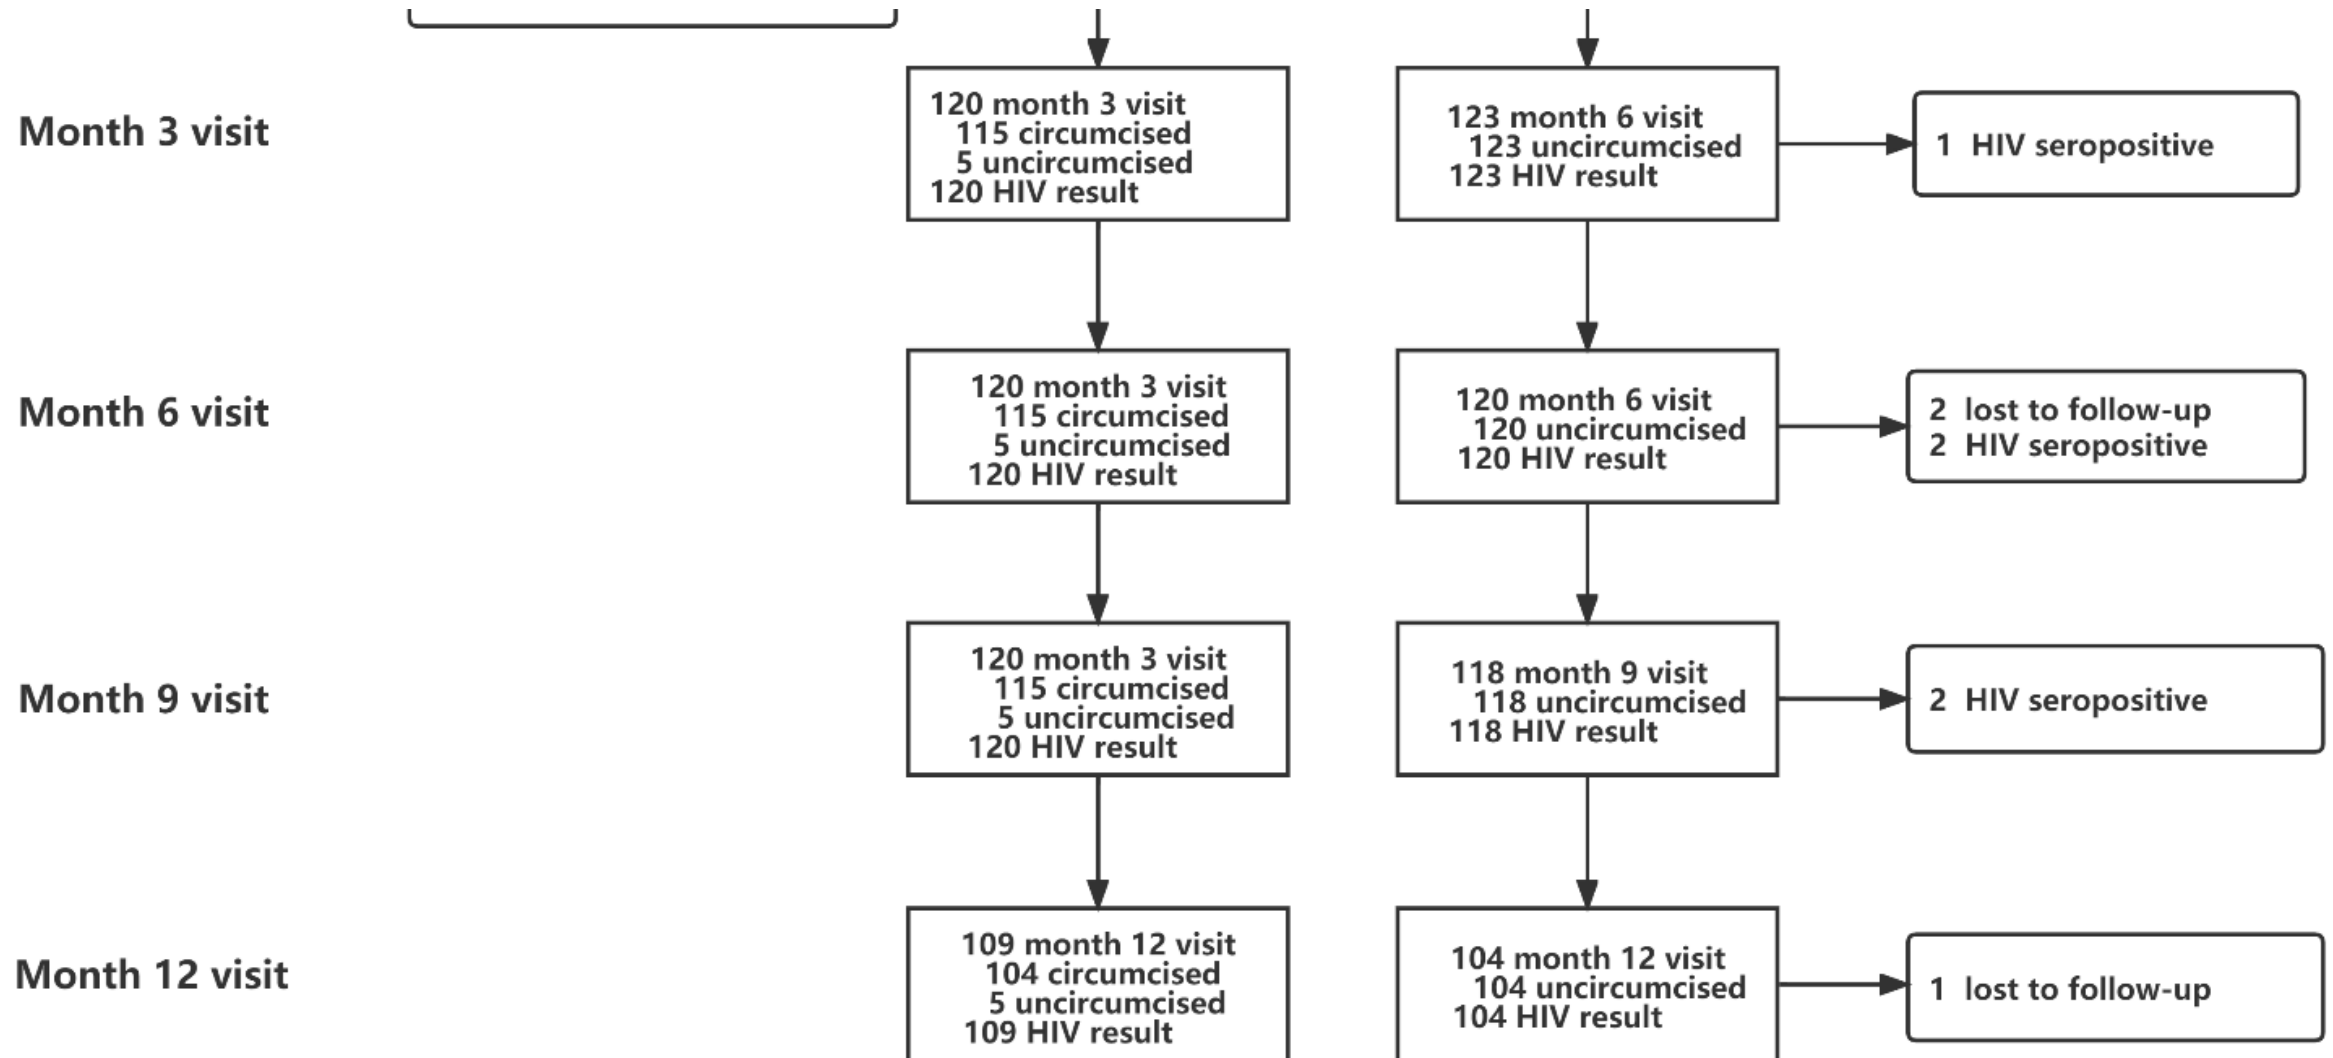 Month 3 visit
120 month 3 visit
115 circumcised
5 uncircumcised
120 HIV result
123 month 6 visit
123 uncircumcised
123 HIV result
1 HIV seropositive
Month 6 visit
120 month 3 visit
115 circumcised
5 uncircumcised
120 HIV result
120 month 6 visit
120 uncircumcised
120 HIV result
2 lost to follow-up
2 HIV seropositive
Month 9 visit
120 month 3 visit
115 circumcised
5 uncircumcised
120 HIV result
118 month 9 visit
118 uncircumcised
118 HIV result
2 HIV seropositive
Month 12 visit
109 month 12 visit
104 circumcised
5 uncircumcised
109 HIV result
104 month 12 visit
104 uncircumcised
104 HIV result
1 lost to follow-up